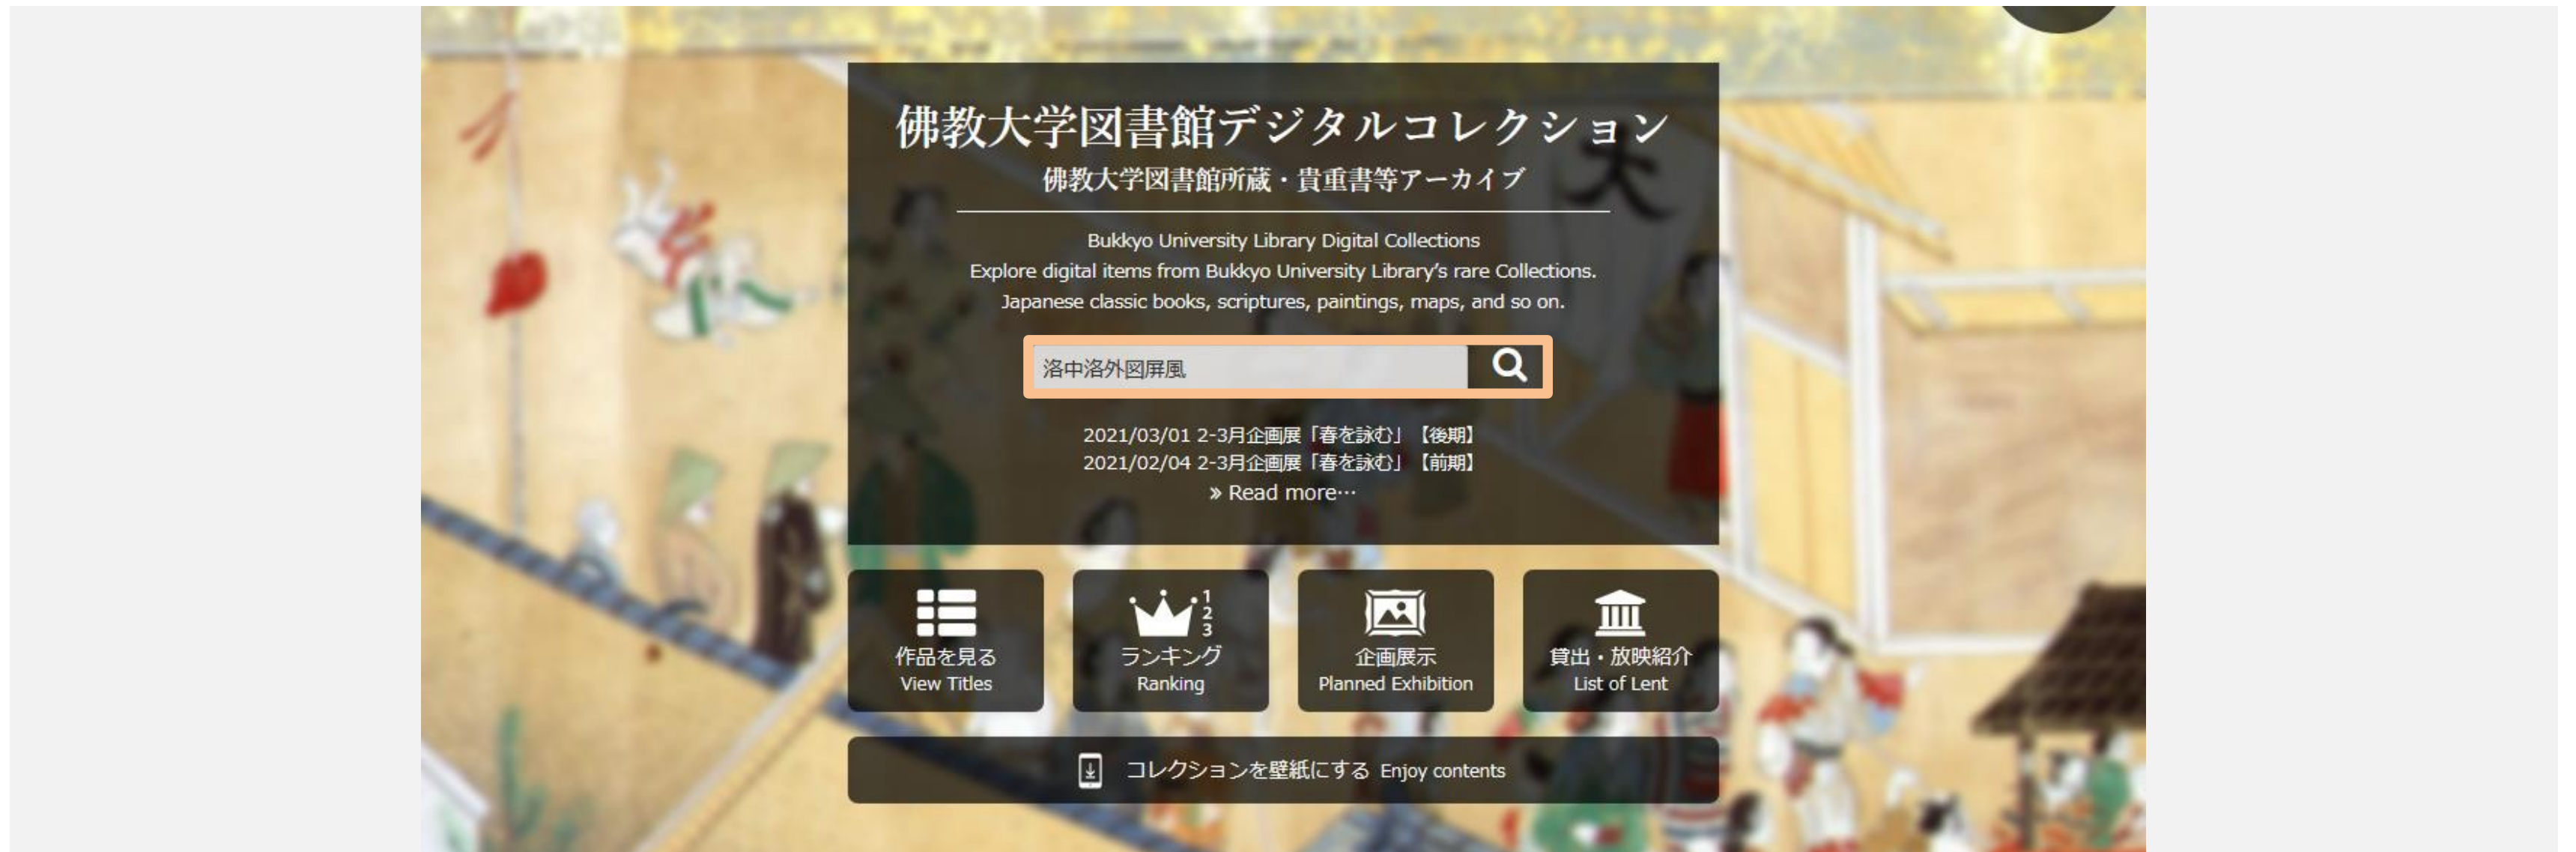 佛教大学図書館デジタルコレクション
佛教大学図書館所蔵・貴重書等アーカイブ
Bukkyo University Library Digital Collections
Explore digital items from Bukkyo University Library's rare Collections.
Japanese classic books, scriptures, paintings, maps, and so on.
洛中洛外図屏風
2021/03/01 2-3月企画展「春を詠む」【後期】
2021/02/04 2-3月企画展「春を詠む」【前期】
» Read more…
1
2
3
作品を見る
View Titles
ランキング
Ranking
企画展示
Planned Exhibition
貸出・放映紹介
List of Lent
コレクションを壁紙にする Enjoy contents
大